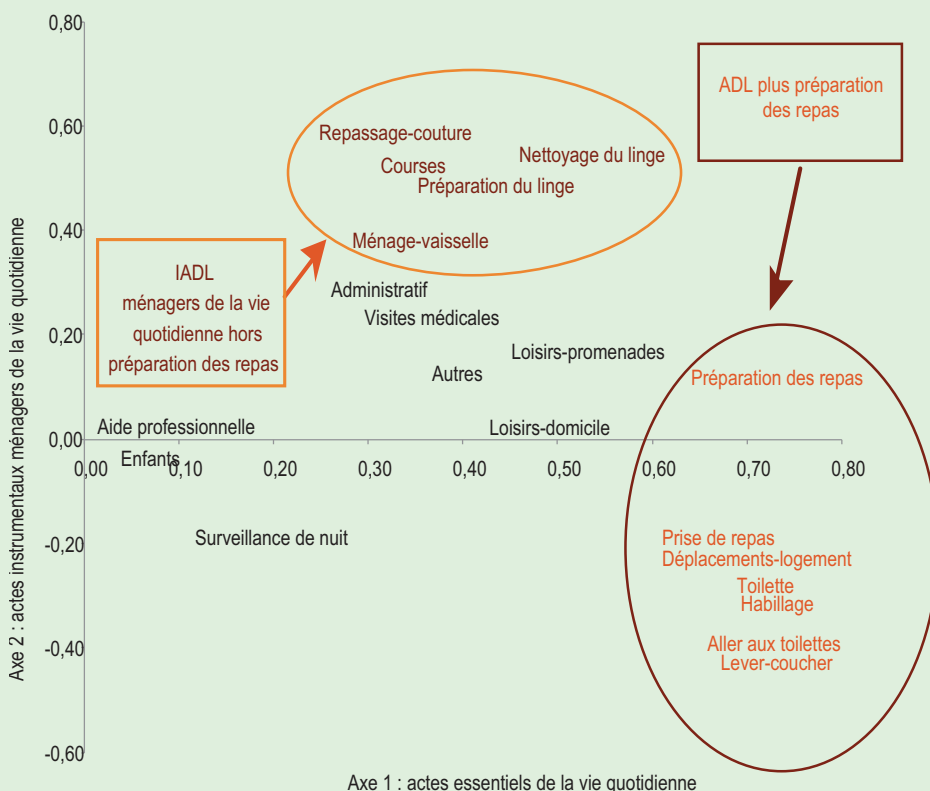 0,80
ADL plus préparation
des repas
0,60
Repassage-couture
Nettoyage du linge
Courses
Préparation du linge
0,40
Ménage-vaisselle
IADL
ménagers de la vie
quotidienne hors
préparation des repas
Administratif
Visites médicales
0,20
Loisirs-promenades
Autres
Préparation des repas
Aide professionnelle
Loisirs-domicile
0,00
Enfants
0,00 0,10 0,20 0,30 0,40 0,50 0,60 0,70 0,80
-0,20
Surveillance de nuit
Prise de repas
Déplacements-logement
Toilette
Habillage
-0,40
Aller aux toilettes
Lever-coucher
-0,60
Axe 2 : actes instrumentaux ménagers de la vie quotidienne
Axe 1 : actes essentiels de la vie quotidienne